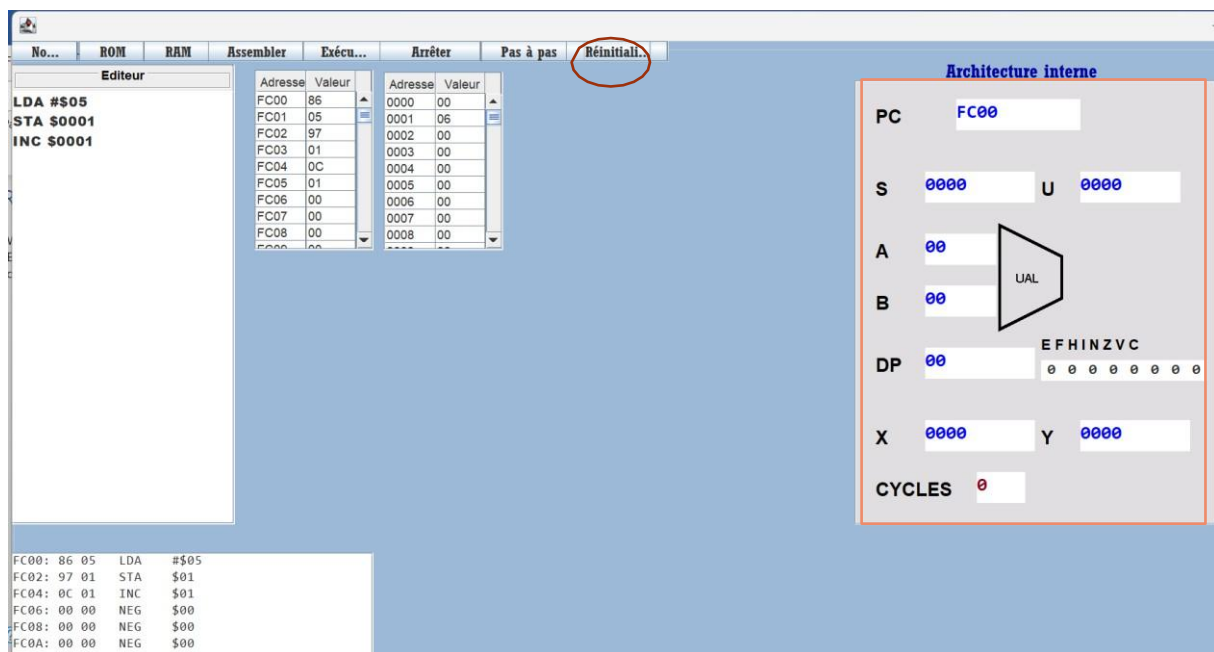 No... ROM RAM Assembler Exécu... Arrêter Pas à pas Réinitiali...
Editeur
LDA #$05
STA $0001
INC $0001
Adresse Valeur
FC00 86
FC01 05
FC02 97
FC03 01
FC04 0C
FC05 01
FC06 00
FC07 00
FC08 00
Adresse Valeur
0000 00
0001 06
0002 00
0003 00
0004 00
0005 00
0006 00
0007 00
0008 00
Architecture interne
PC FC00
S 0000 U 0000
A 00
UAL
B 00
E F H I N Z V C
DP 00
0 0 0 0 0 0 0 0
X 0000 Y 0000
CYCLES 0
FC00: 86 05 LDA #$05
FC02: 97 01 STA $01
FC04: 0C 01 INC $01
FC06: 00 00 NEG $00
FC08: 00 00 NEG $00
FC0A: 00 00 NEG $00